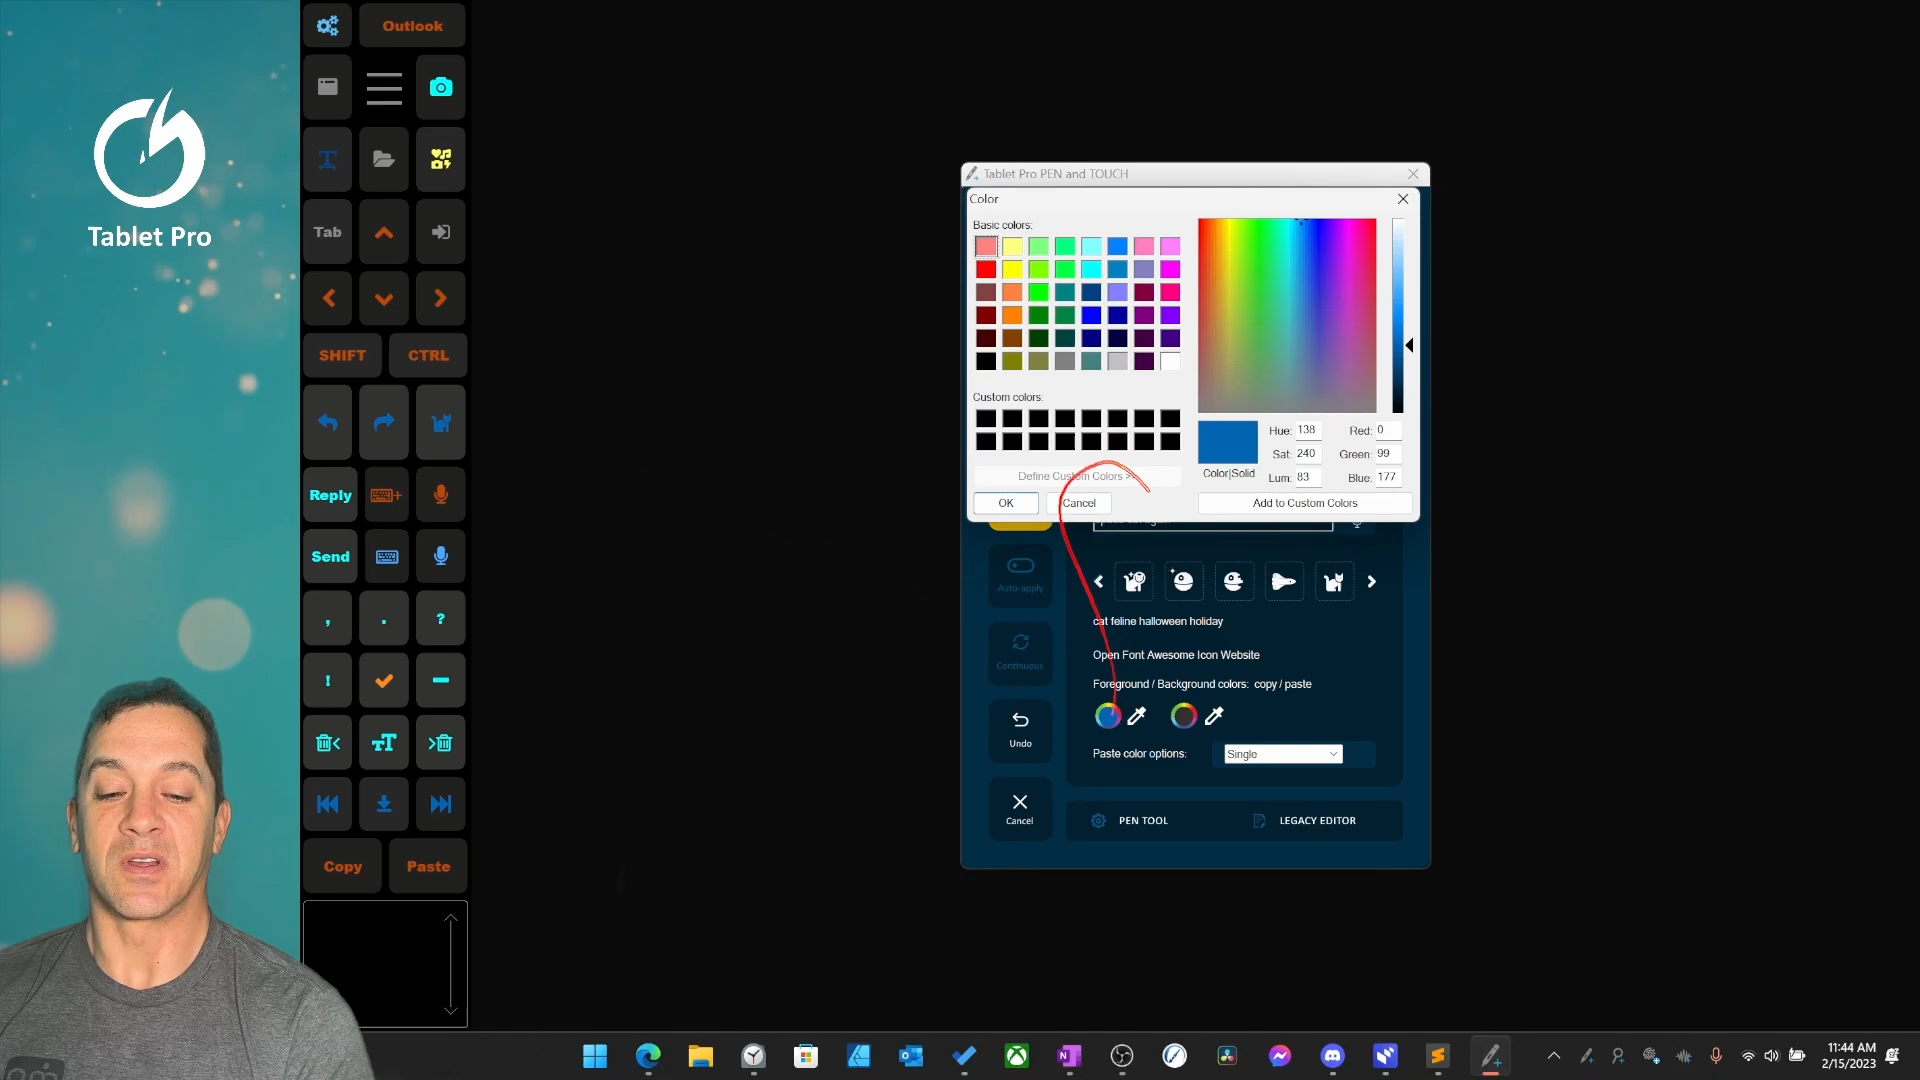 Tablet Pro
Outlook
Tab
SHIFT
CTRL
Reply
Send
,
.
?
!
Copy
Paste
Tablet Pro PEN and TOUCH
Color
Basic colors:
Custom colors:
Define Custom Colors >>
OK
Cancel
Hue: 138
Red: 0
Sat: 240
Green: 99
Color|Solid
Lum: 83
Blue: 177
Add to Custom Colors
Auto-apply
Continuous
Undo
Cancel
cat feline halloween holiday
Open Font Awesome Icon Website
Foreground / Background colors: copy / paste
Paste color options:
Single
PEN TOOL
LEGACY EDITOR
11:44 AM
2/15/2023